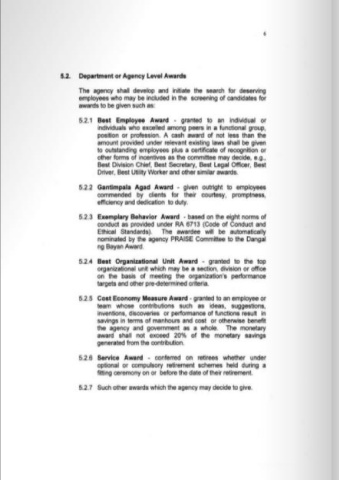 6
5.2. Department or Agency Level Awards
The agency shall develop and initiate the search for deserving
employees who may be included in the screening of candidates for
awards to be given such as:
5.2.1 Best Employee Award - granted to an individual or
individuals who excelled among peers in a functional group,
position or profession. A cash award of not less than the
amount provided under relevant existing laws shall be given
to outstanding employees plus a certificate of recognition or
other forms of incentives as the committee may decide, e.g.,
Best Division Chief, Best Secretary, Best Legal Officer, Best
Driver, Best Utility Worker and other similar awards.
5.2.2 Gantimpala Agad Award - given outright to employees
commended by clients for their courtesy, promptness,
efficiency and dedication to duty.
5.2.3 Exemplary Behavior Award - based on the eight norms of
conduct as provided under RA 6713 (Code of Conduct and
Ethical Standards). The awardee will be automatically
nominated by the agency PRAISE Committee to the Dangal
ng Bayan Award.
5.2.4 Best Organizational Unit Award - granted to the top
organizational unit which may be a section, division or office
on the basis of meeting the organization's performance
targets and other pre-determined criteria.
5.2.5 Cost Economy Measure Award - granted to an employee or
team whose contributions such as ideas, suggestions,
inventions, discoveries or performance of functions result in
savings in terms of manhours and cost or otherwise benefit
the agency and government as a whole. The monetary
award shall not exceed 20% of the monetary savings
generated from the contribution.
5.2.6 Service Award - conferred on retirees whether under
optional or compulsory retirement schemes held during a
fitting ceremony on or before the date of their retirement.
5.2.7 Such other awards which the agency may decide to give.